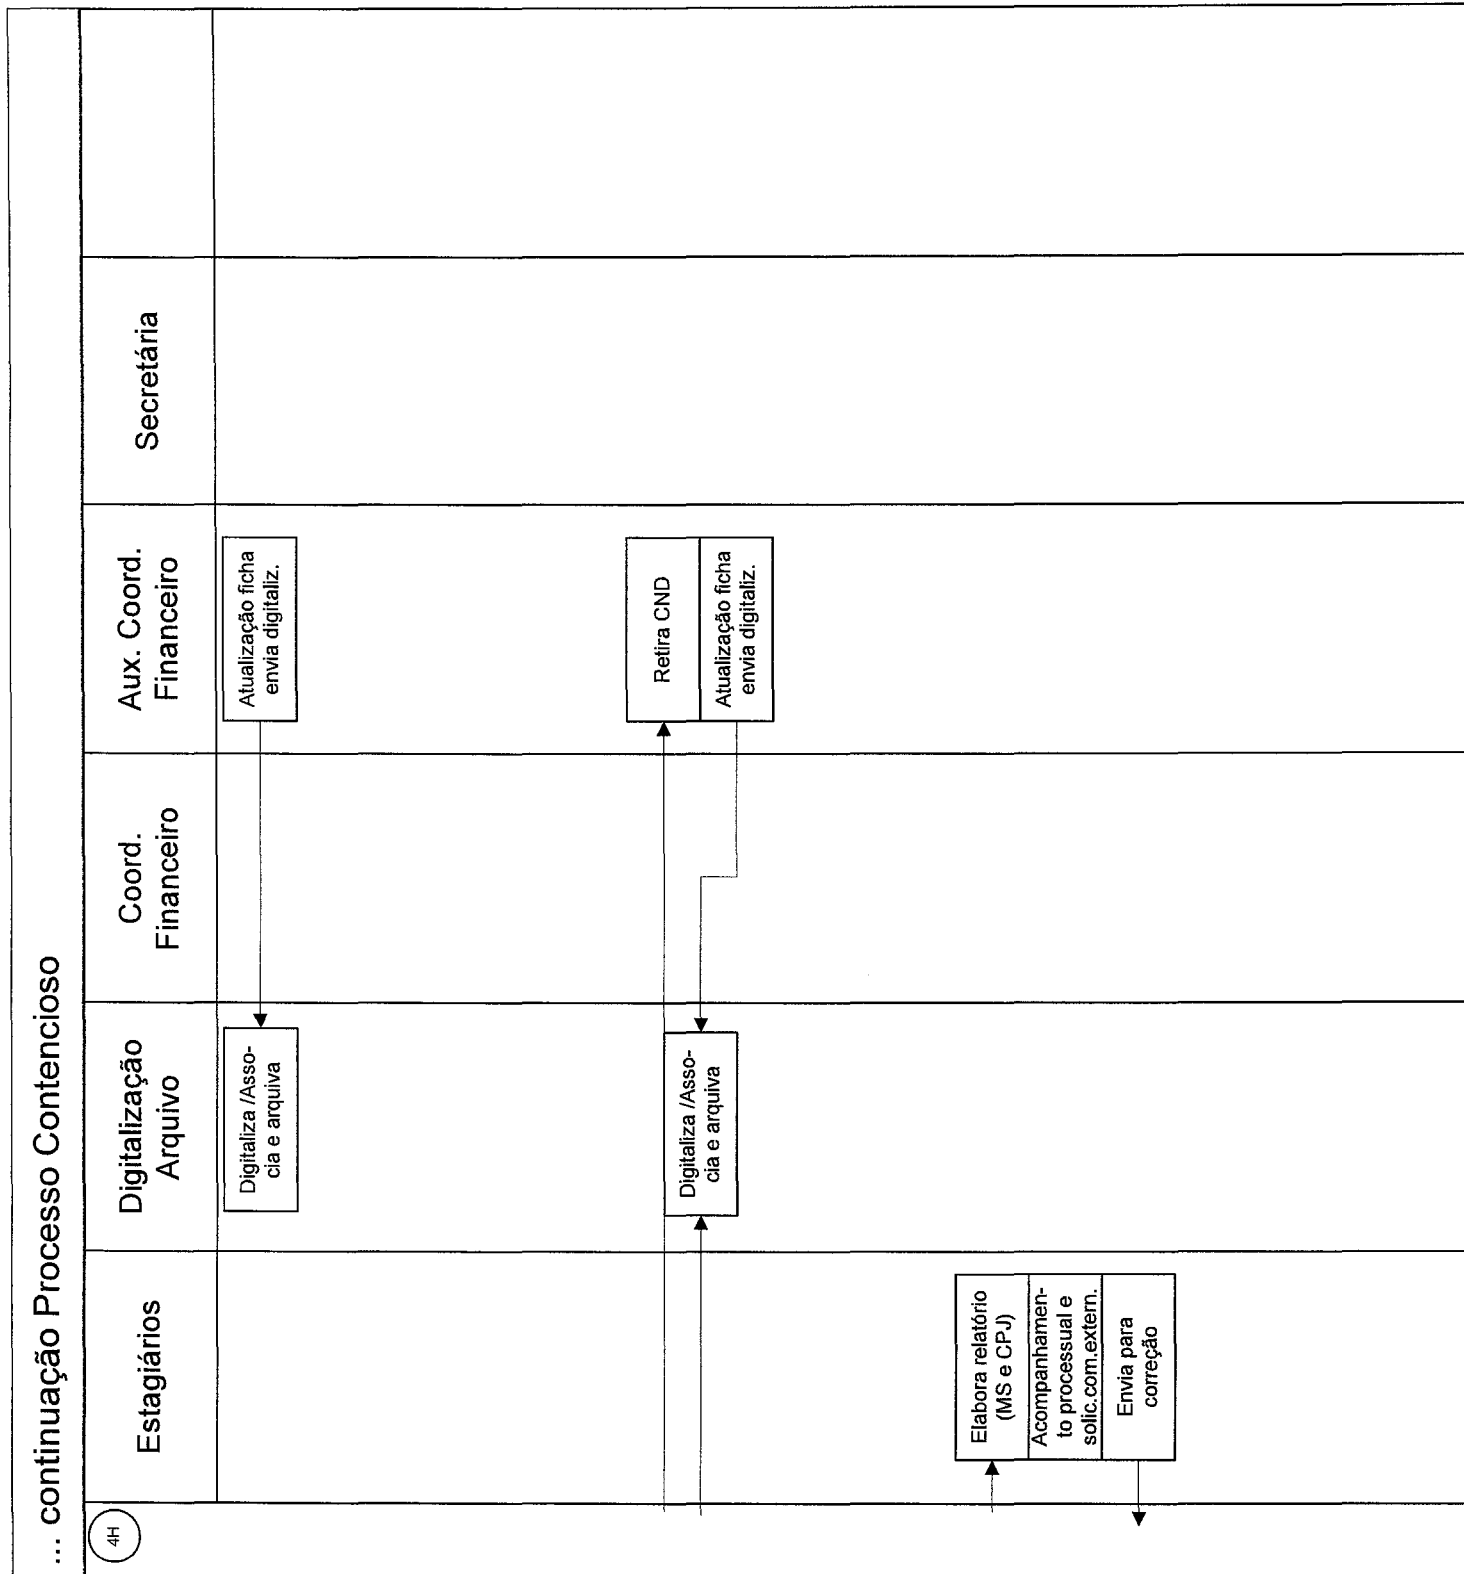 ... continuação Processo Contencioso
4H
Estagiários
Digitalização
Arquivo
Coord.
Financeiro
Aux. Coord.
Financeiro
Secretária
Digitaliza /Asso-
cia e arquiva
Atualização ficha
envia digitaliz.
Retira CND
Digitaliza /Asso-
cia e arquiva
Atualização ficha
envia digitaliz.
Elabora relatório
(MS e CPJ)
Acompanhamen-
to processual e
solic.com.extern.
Envia para
correção